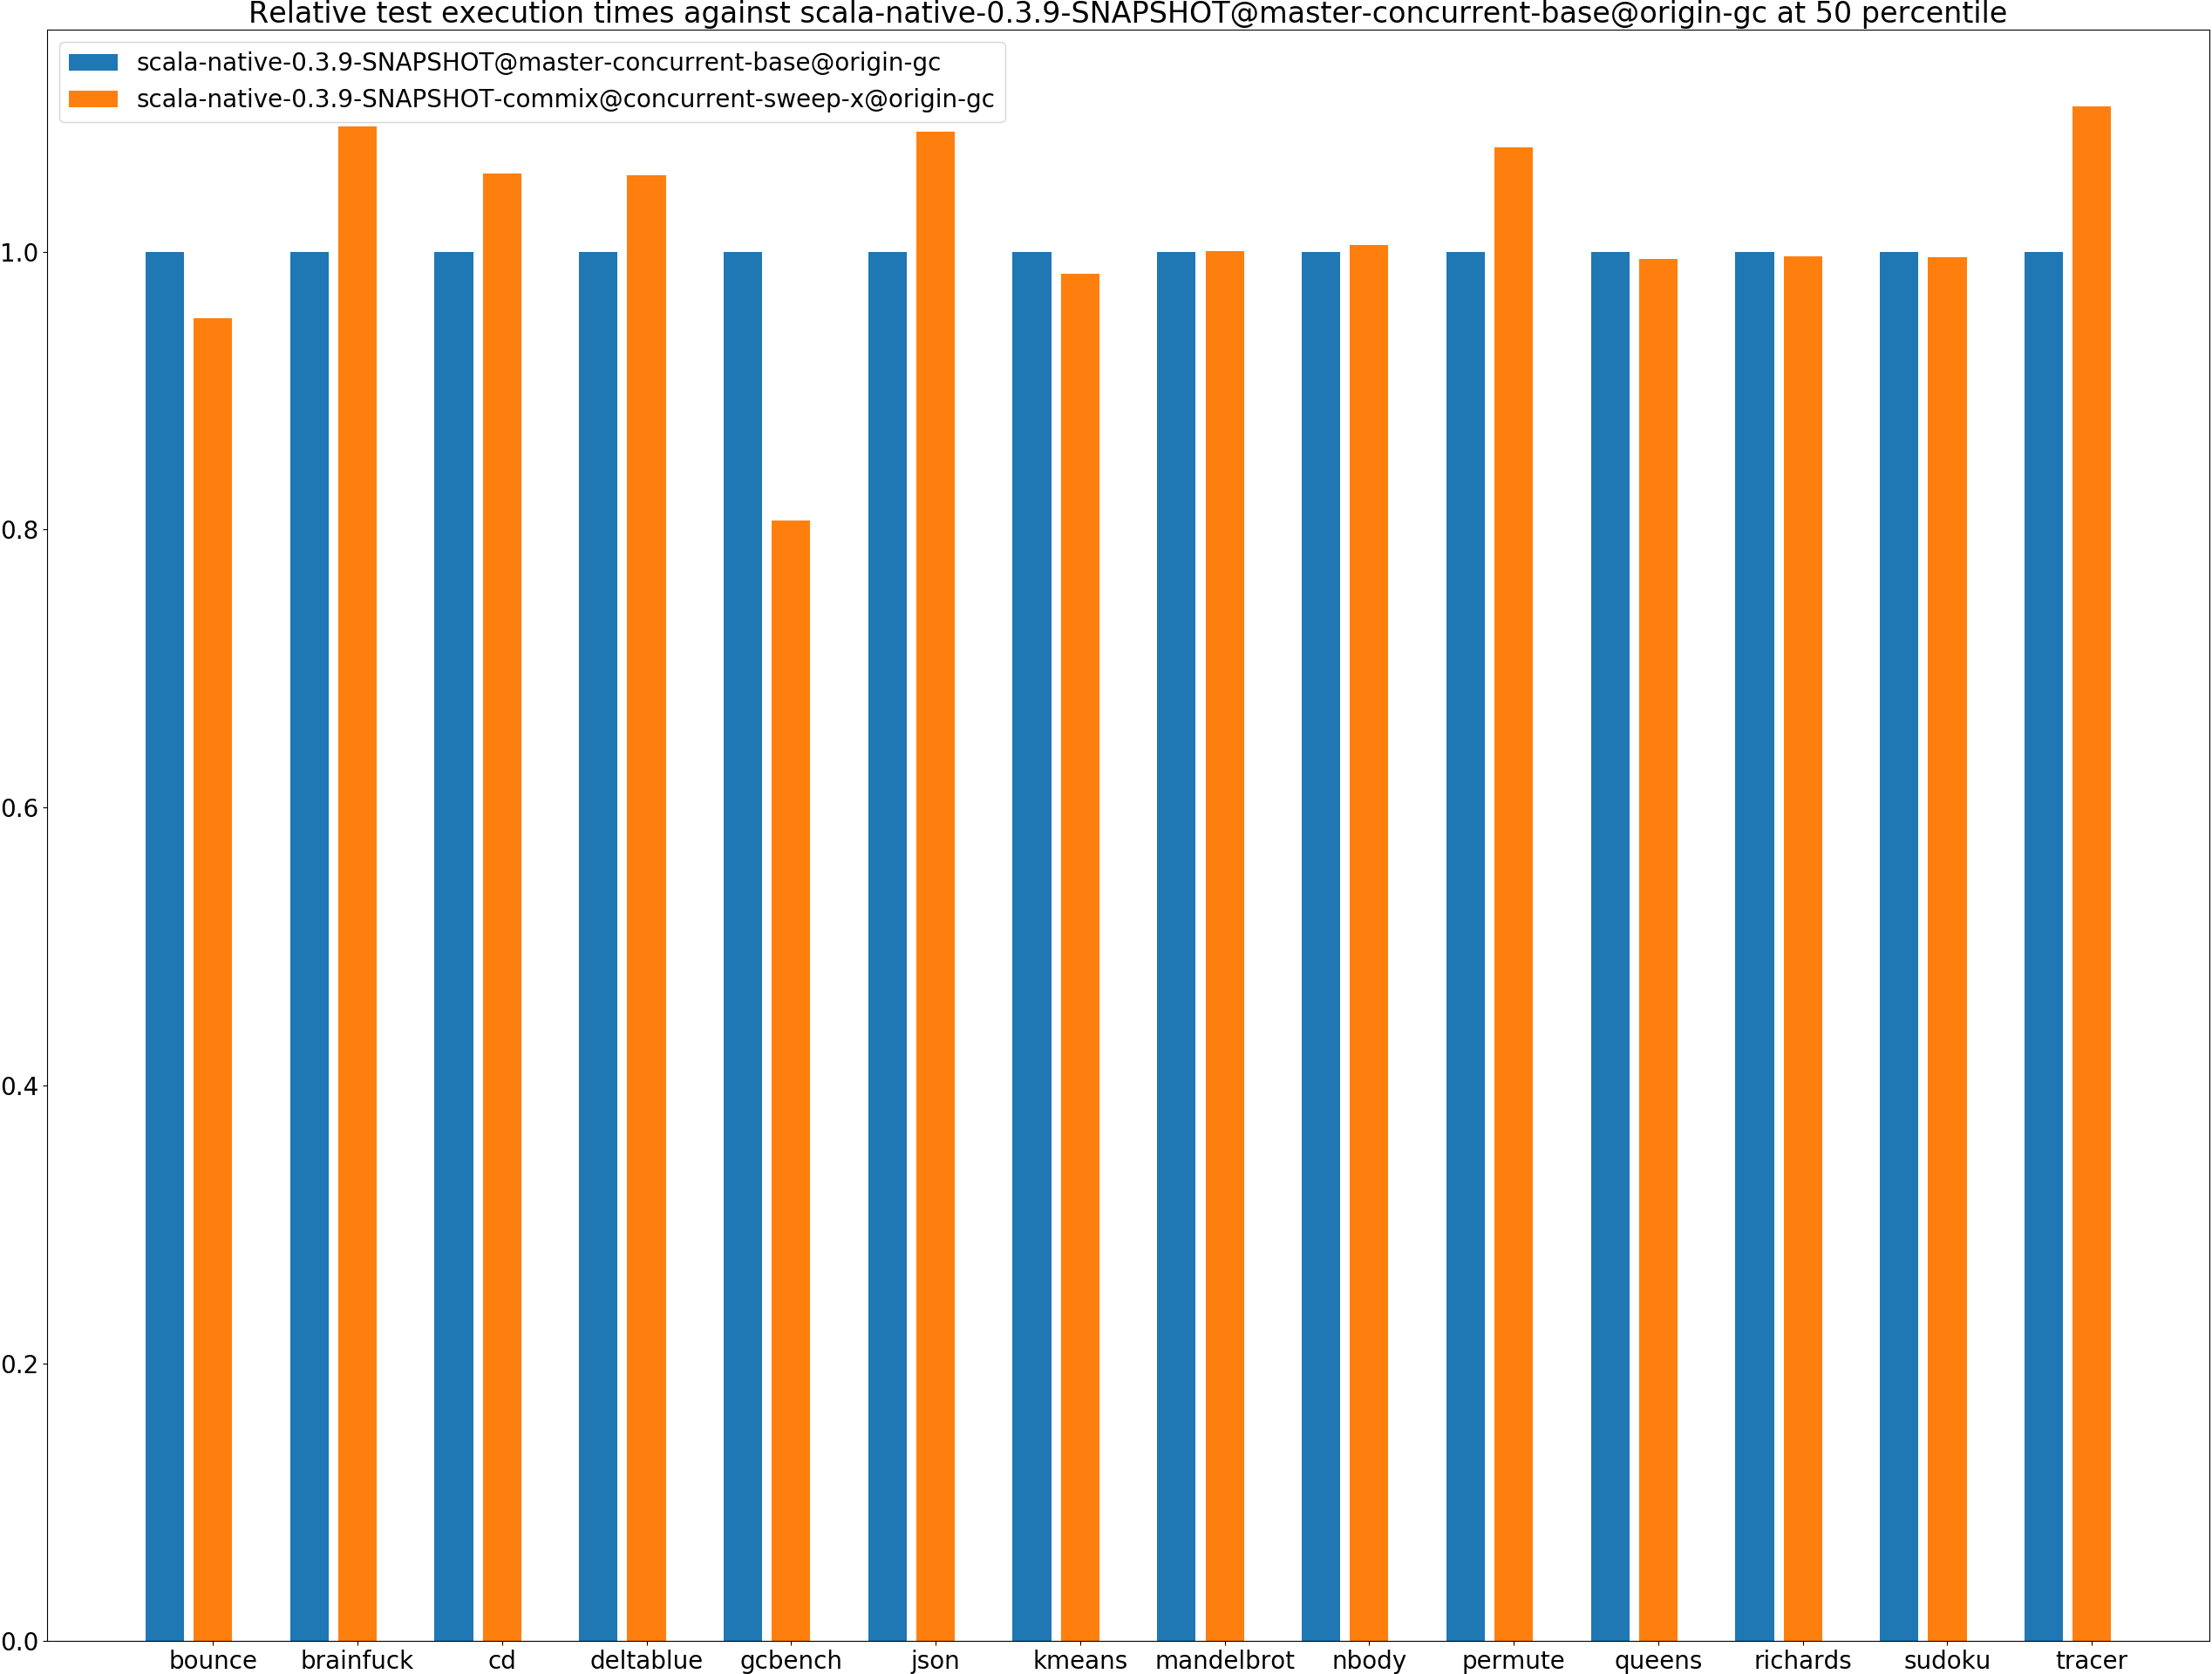 Relative test execution times against scala-native-0.3.9-SNAPSHOT@master-concurrent-base@origin-gc at 50 percentile
scala-native-0.3.9-SNAPSHOT@master-concurrent-base@origin-gc
scala-native-0.3.9-SNAPSHOT-commix@concurrent-sweep-x@origin-gc
1.0
0.8
0.6
0.4
0.2
0.0
bounce brainfuck cd deltablue gcbench json kmeans mandelbrot nbody permute queens richards sudoku tracer